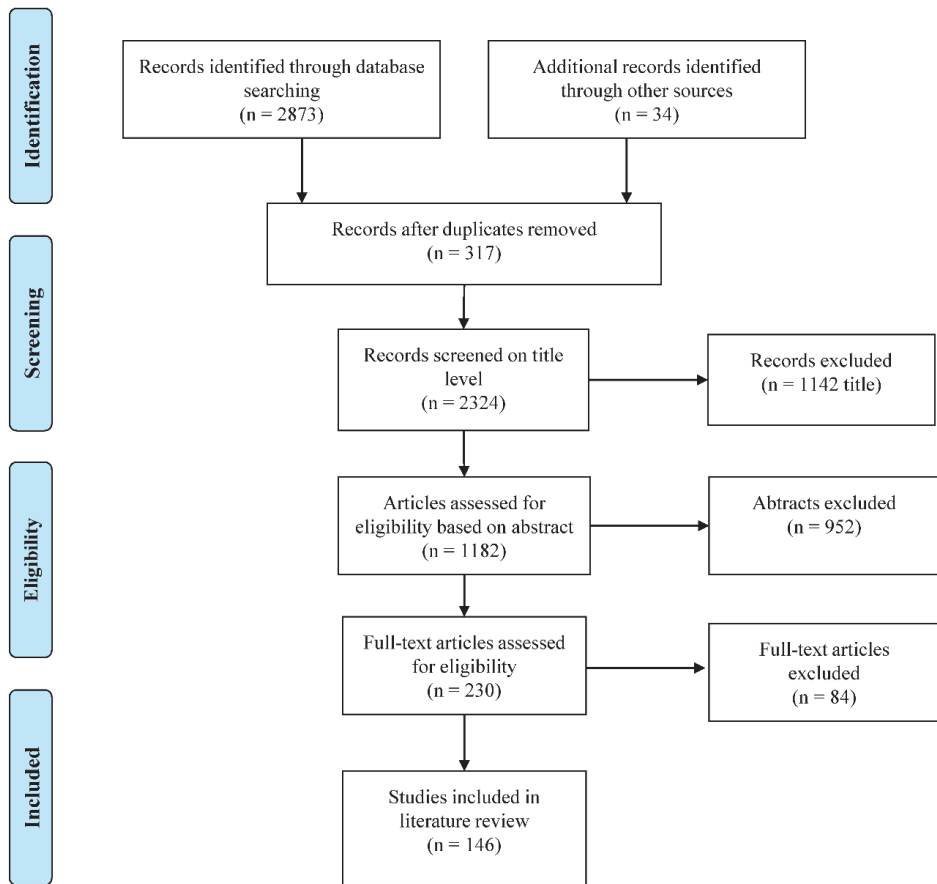 Identification
Records identified through database
searching
(n = 2873)
Additional records identified
through other sources
(n = 34)
Records after duplicates removed
(n = 317)
Screening
Records screened on title
level
(n = 2324)
Records excluded
(n = 1142 title)
Eligibility
Articles assessed for
eligibility based on abstract
(n = 1182)
Abtracts excluded
(n = 952)
Full-text articles assessed
for eligibility
(n = 230)
Full-text articles
excluded
(n = 84)
Included
Studies included in
literature review
(n = 146)